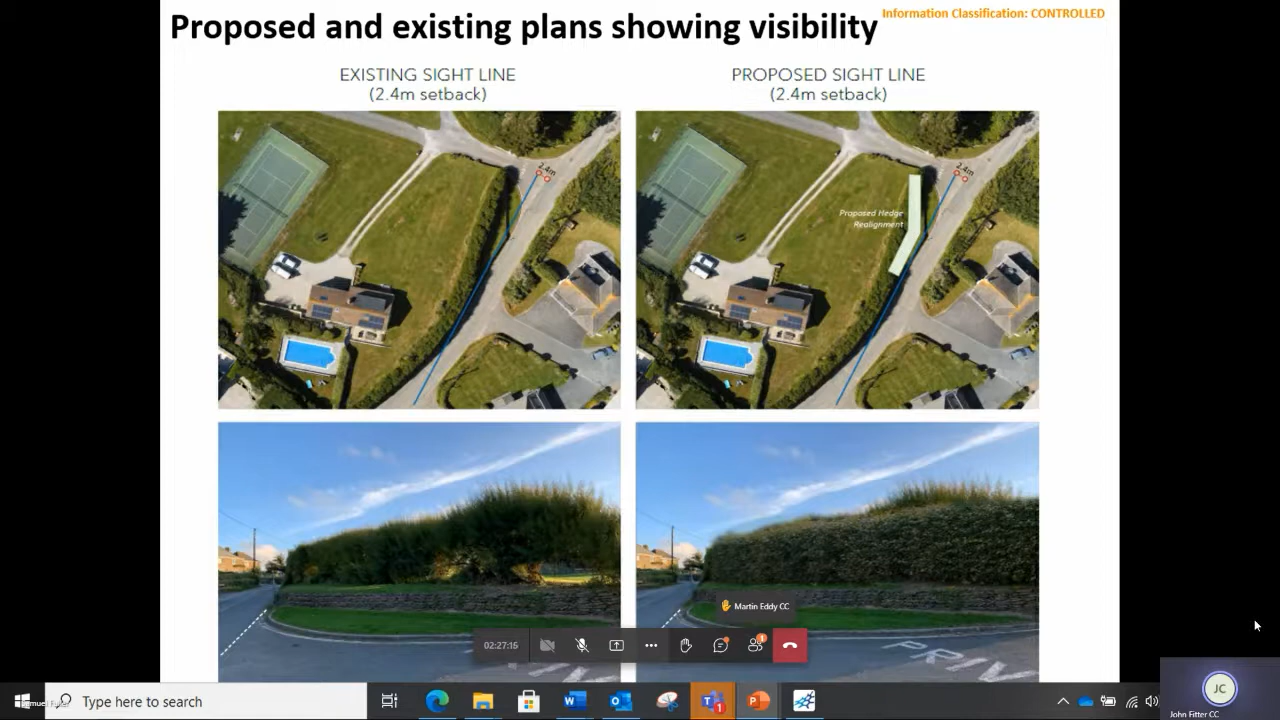 Proposed and existing plans showing visibility
Information Classification: CONTROLLED
EXISTING SIGHT LINE
(2.4m setback)
PROPOSED SIGHT LINE
(2.4m setback)
2.4m
2.4m
Proposed Hedge
Realignment
Martin Eddy CC
02:27:15
1
PRIV
Type here to search
1
JC
John Fitter CC